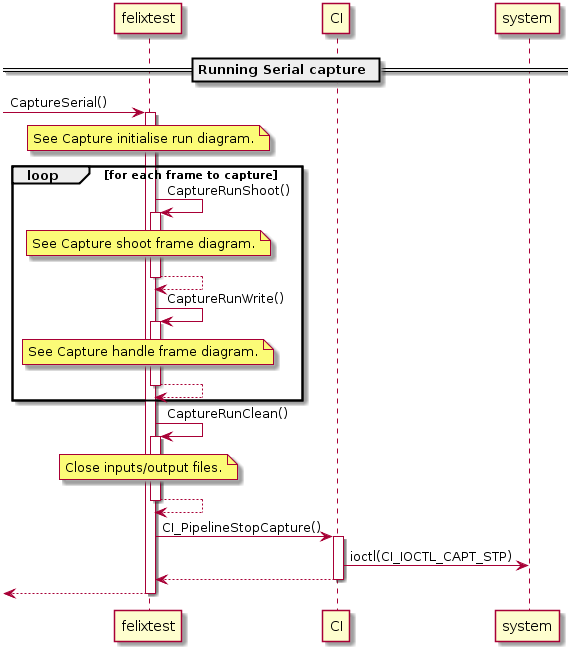 felixtest
CI
system
Running Serial capture
CaptureSerial()
See Capture initialise run diagram.
loop
[for each frame to capture]
CaptureRunShoot()
See Capture shoot frame diagram.
CaptureRunWrite()
See Capture handle frame diagram.
CaptureRunClean()
Close inputs/output files.
CI_PipelineStopCapture()
ioctl(CI_IOCTL_CAPT_STP)
felixtest
CI
system